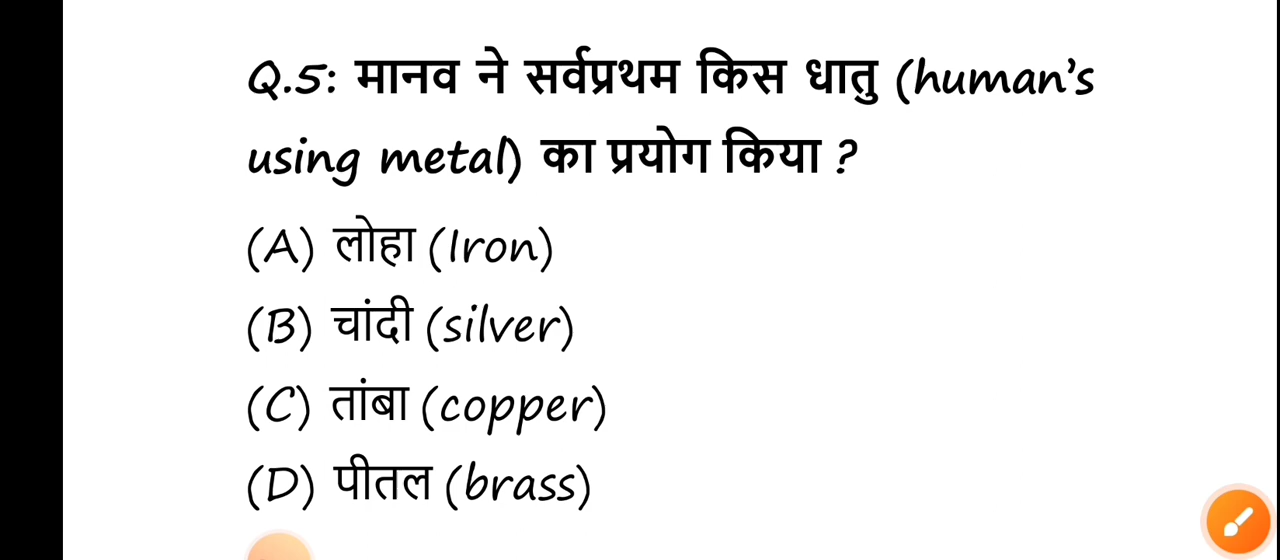 Q.5: मानव ने सर्वप्रथम किस धातु (human's
using metal) का प्रयोग किया ?
(A) लोहा (Iron)
(B) चांदी (silver)
(C) तांबा (copper)
(D) पीतल (brass)